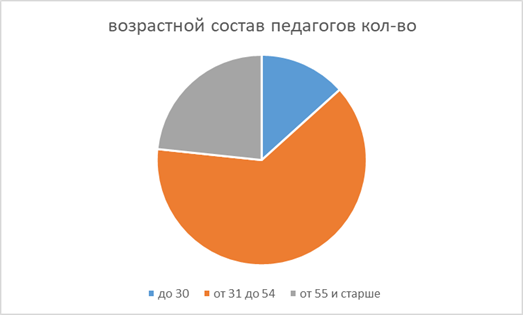 возрастной состав педагогов кол-во
до 30 от 31 до 54 от 55 и старше